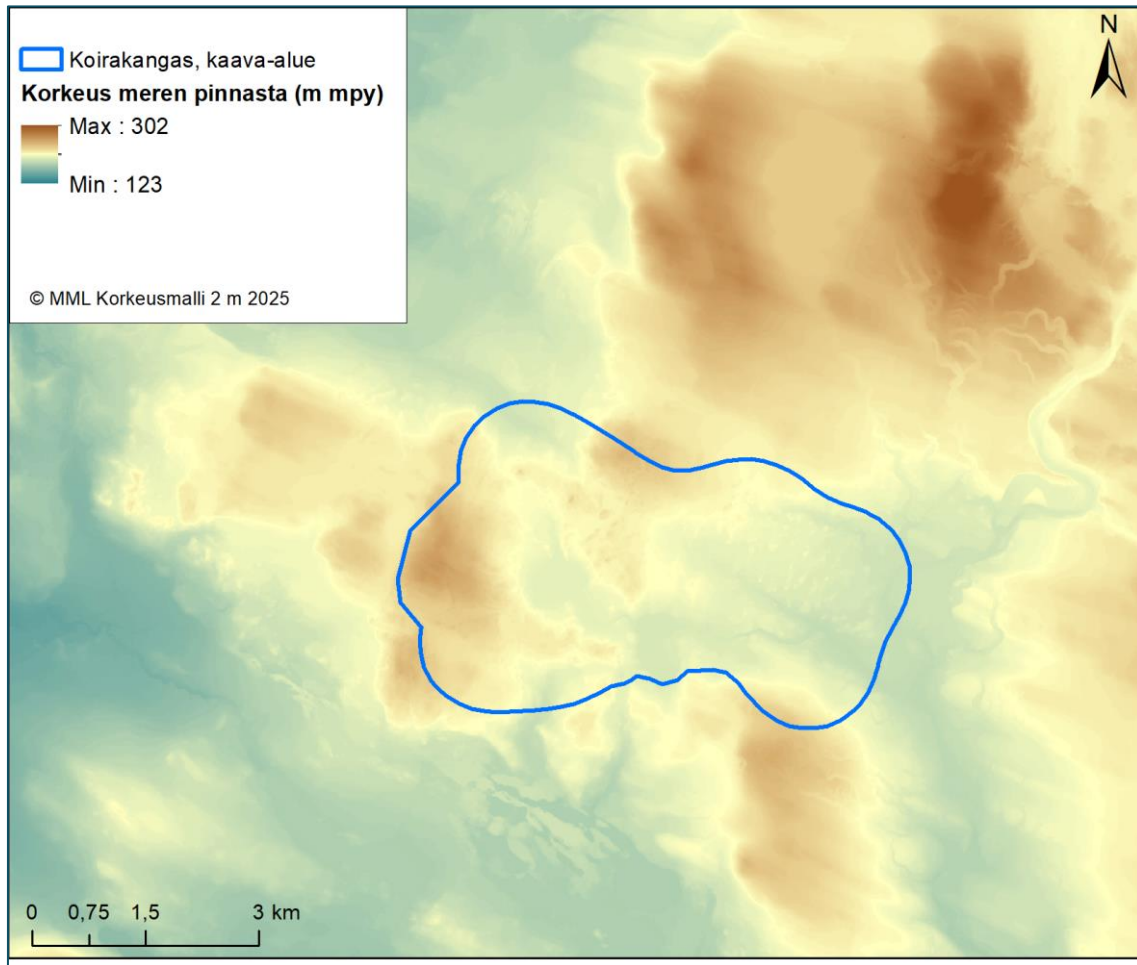 Koirakangas, kaava-alue
Korkeus meren pinnasta (m mpy)
Max : 302
Min : 123
© MML Korkeusmalli 2 m 2025
N
0 0,75 1,5 3 km